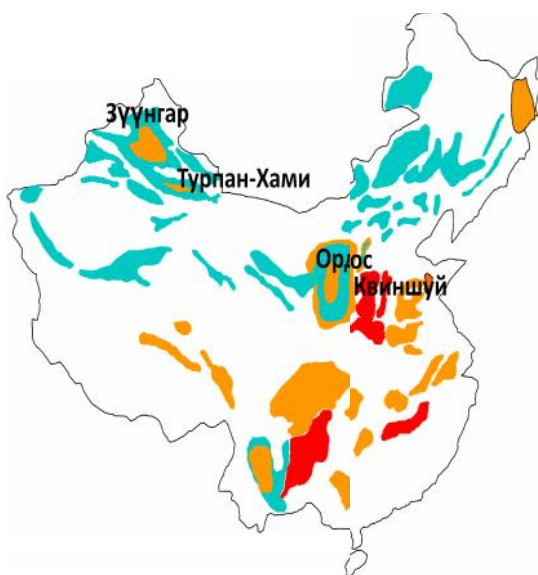 Зүүнгар
Турпан-Хами
Ордос
Квиншуй